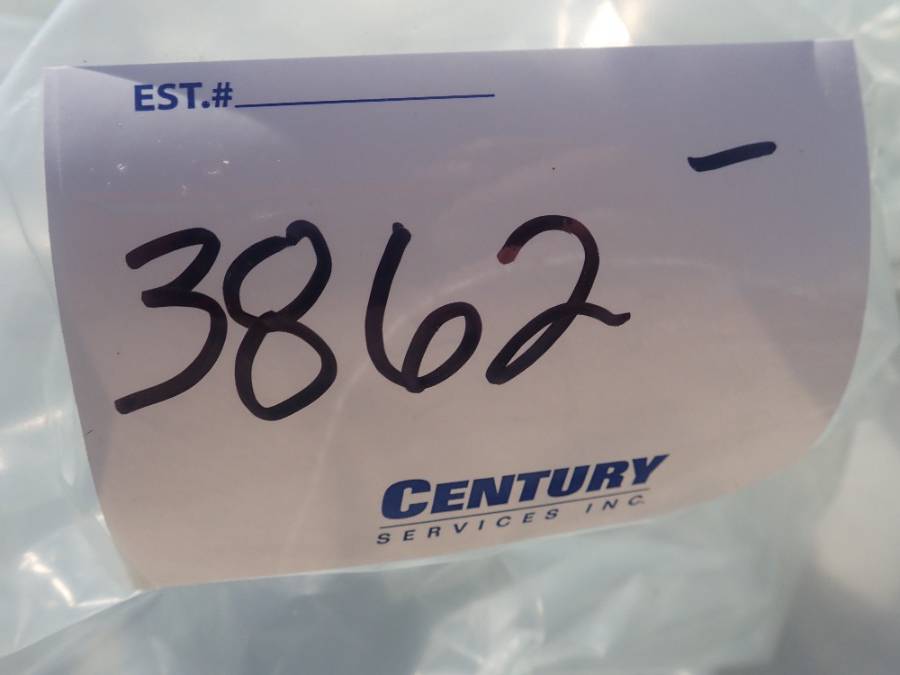 EST.#
-
3862
CENTURY
SERVICES INC.